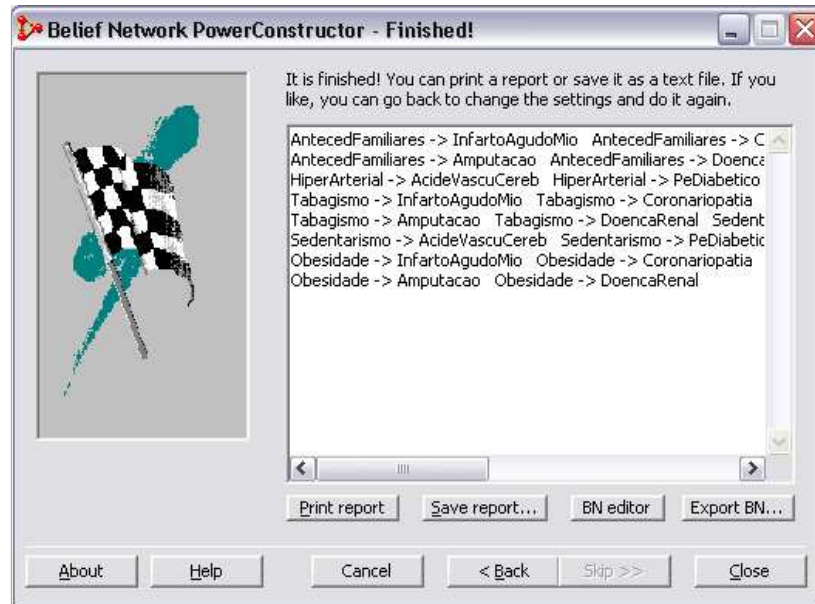 Belief Network PowerConstructor - Finished!
It is finished! You can print a report or save it as a text file. If you
like, you can go back to change the settings and do it again.
AntecedFamiliares -> InfartoAgudoMio AntecedFamiliares -> C
AntecedFamiliares -> Amputacao AntecedFamiliares -> Doenca
HiperArterial -> AcideVascuCereb HiperArterial -> PeDiabetico
Tabagismo -> InfartoAgudoMio Tabagismo -> Coronariopatia
Tabagismo -> Amputacao Tabagismo -> DoencaRenal Sedent
Sedentarismo -> AcideVascuCereb Sedentarismo -> PeDiabetic
Obesidade -> InfartoAgudoMio Obesidade -> Coronariopatia
Obesidade -> Amputacao Obesidade -> DoencaRenal
Print report Save report... BN editor Export BN...
About Help Cancel < Back Skip >> Close